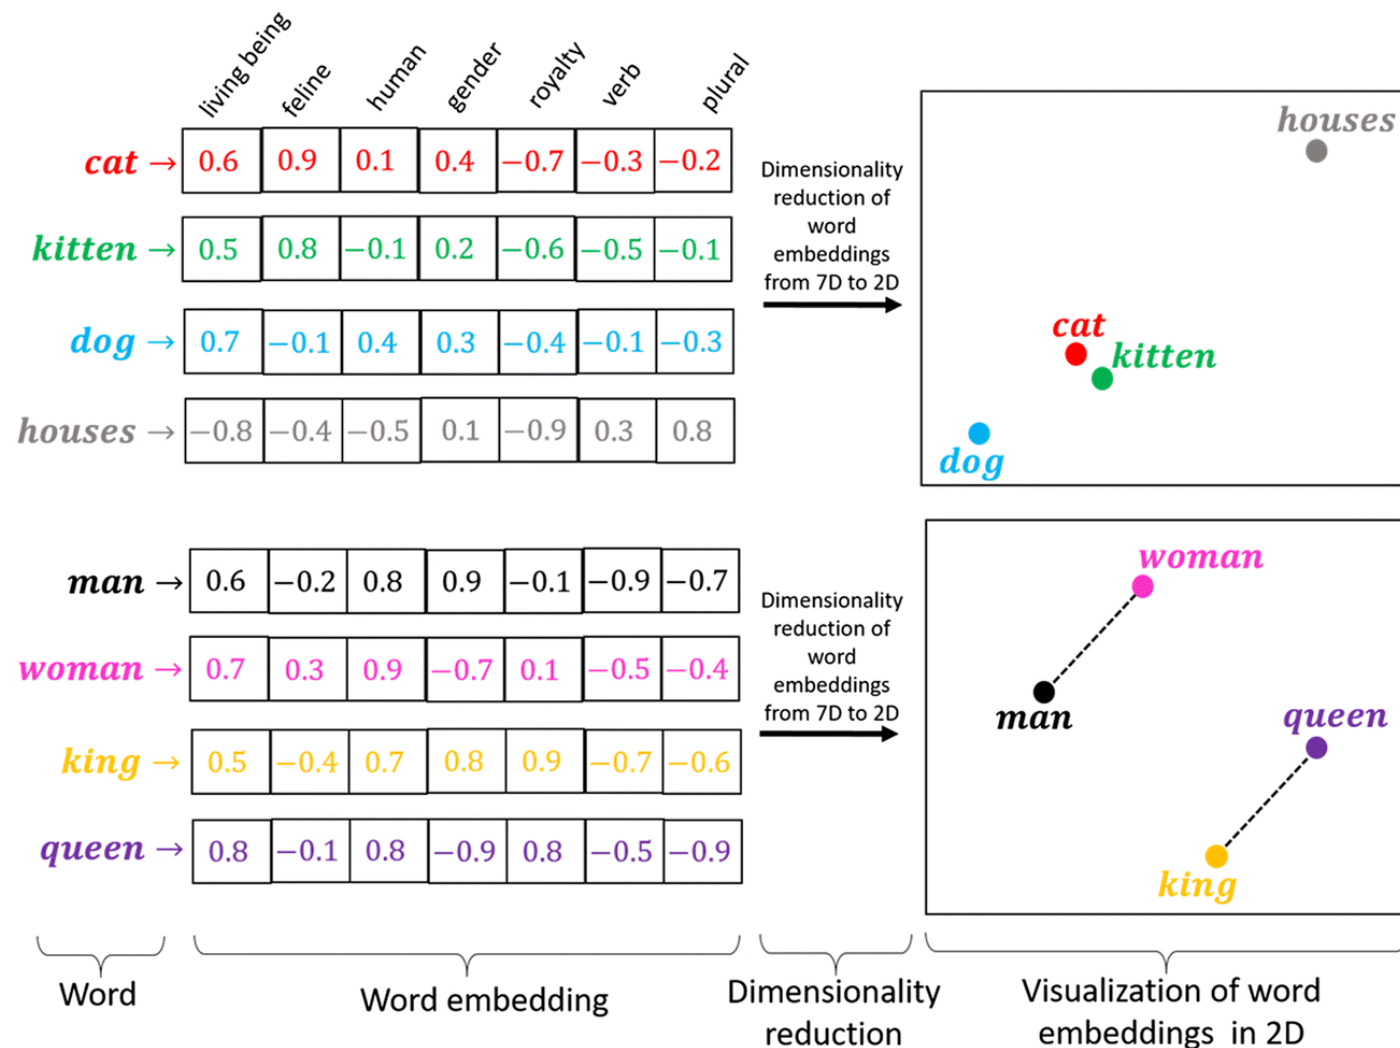 living being feline human gender royalty verb plural
cat → 0.6 0.9 0.1 0.4 −0.7 −0.3 −0.2
kitten → 0.5 0.8 −0.1 0.2 −0.6 −0.5 −0.1
dog → 0.7 −0.1 0.4 0.3 −0.4 −0.1 −0.3
houses → −0.8 −0.4 −0.5 0.1 −0.9 0.3 0.8
Dimensionality
reduction of
word
embeddings
from 7D to 2D
houses
cat
kitten
dog
man → 0.6 −0.2 0.8 0.9 −0.1 −0.9 −0.7
woman → 0.7 0.3 0.9 −0.7 0.1 −0.5 −0.4
king → 0.5 −0.4 0.7 0.8 0.9 −0.7 −0.6
queen → 0.8 −0.1 0.8 −0.9 0.8 −0.5 −0.9
Dimensionality
reduction of
word
embeddings
from 7D to 2D
woman
man
queen
king
Word
Word embedding
Dimensionality
reduction
Visualization of word
embeddings in 2D